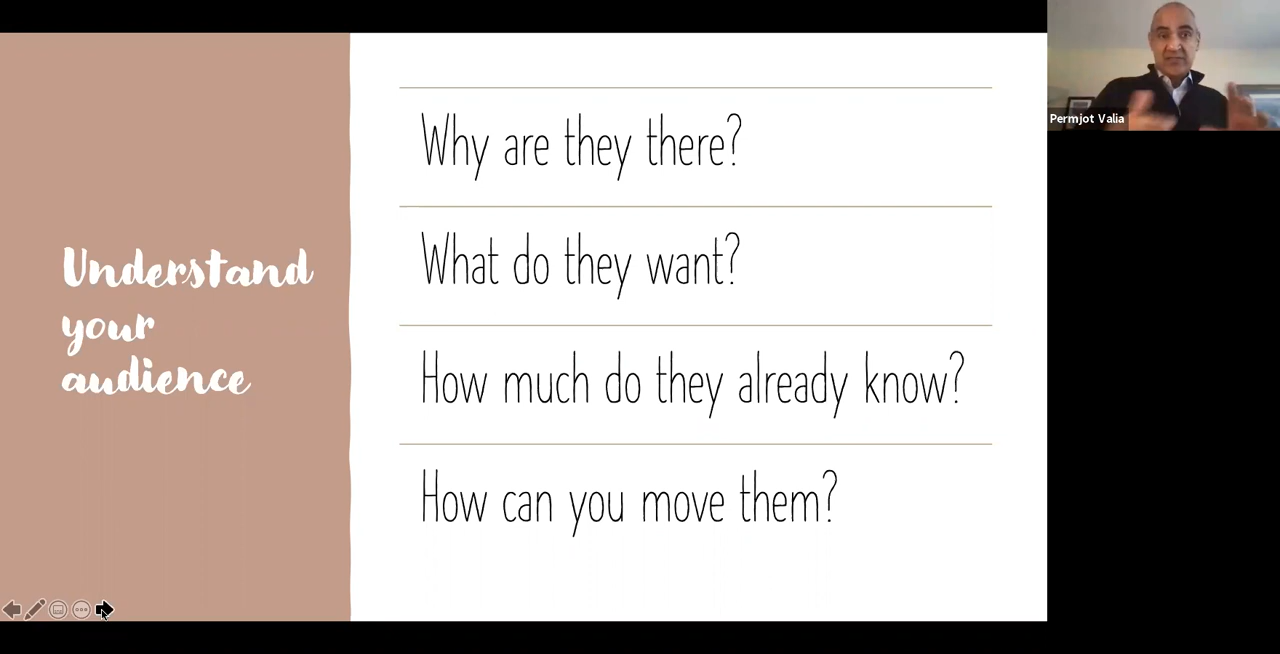 Understand
your
audience
Why are they there?
What do they want?
How much do they already know?
How can you move them?
Permjot Valia